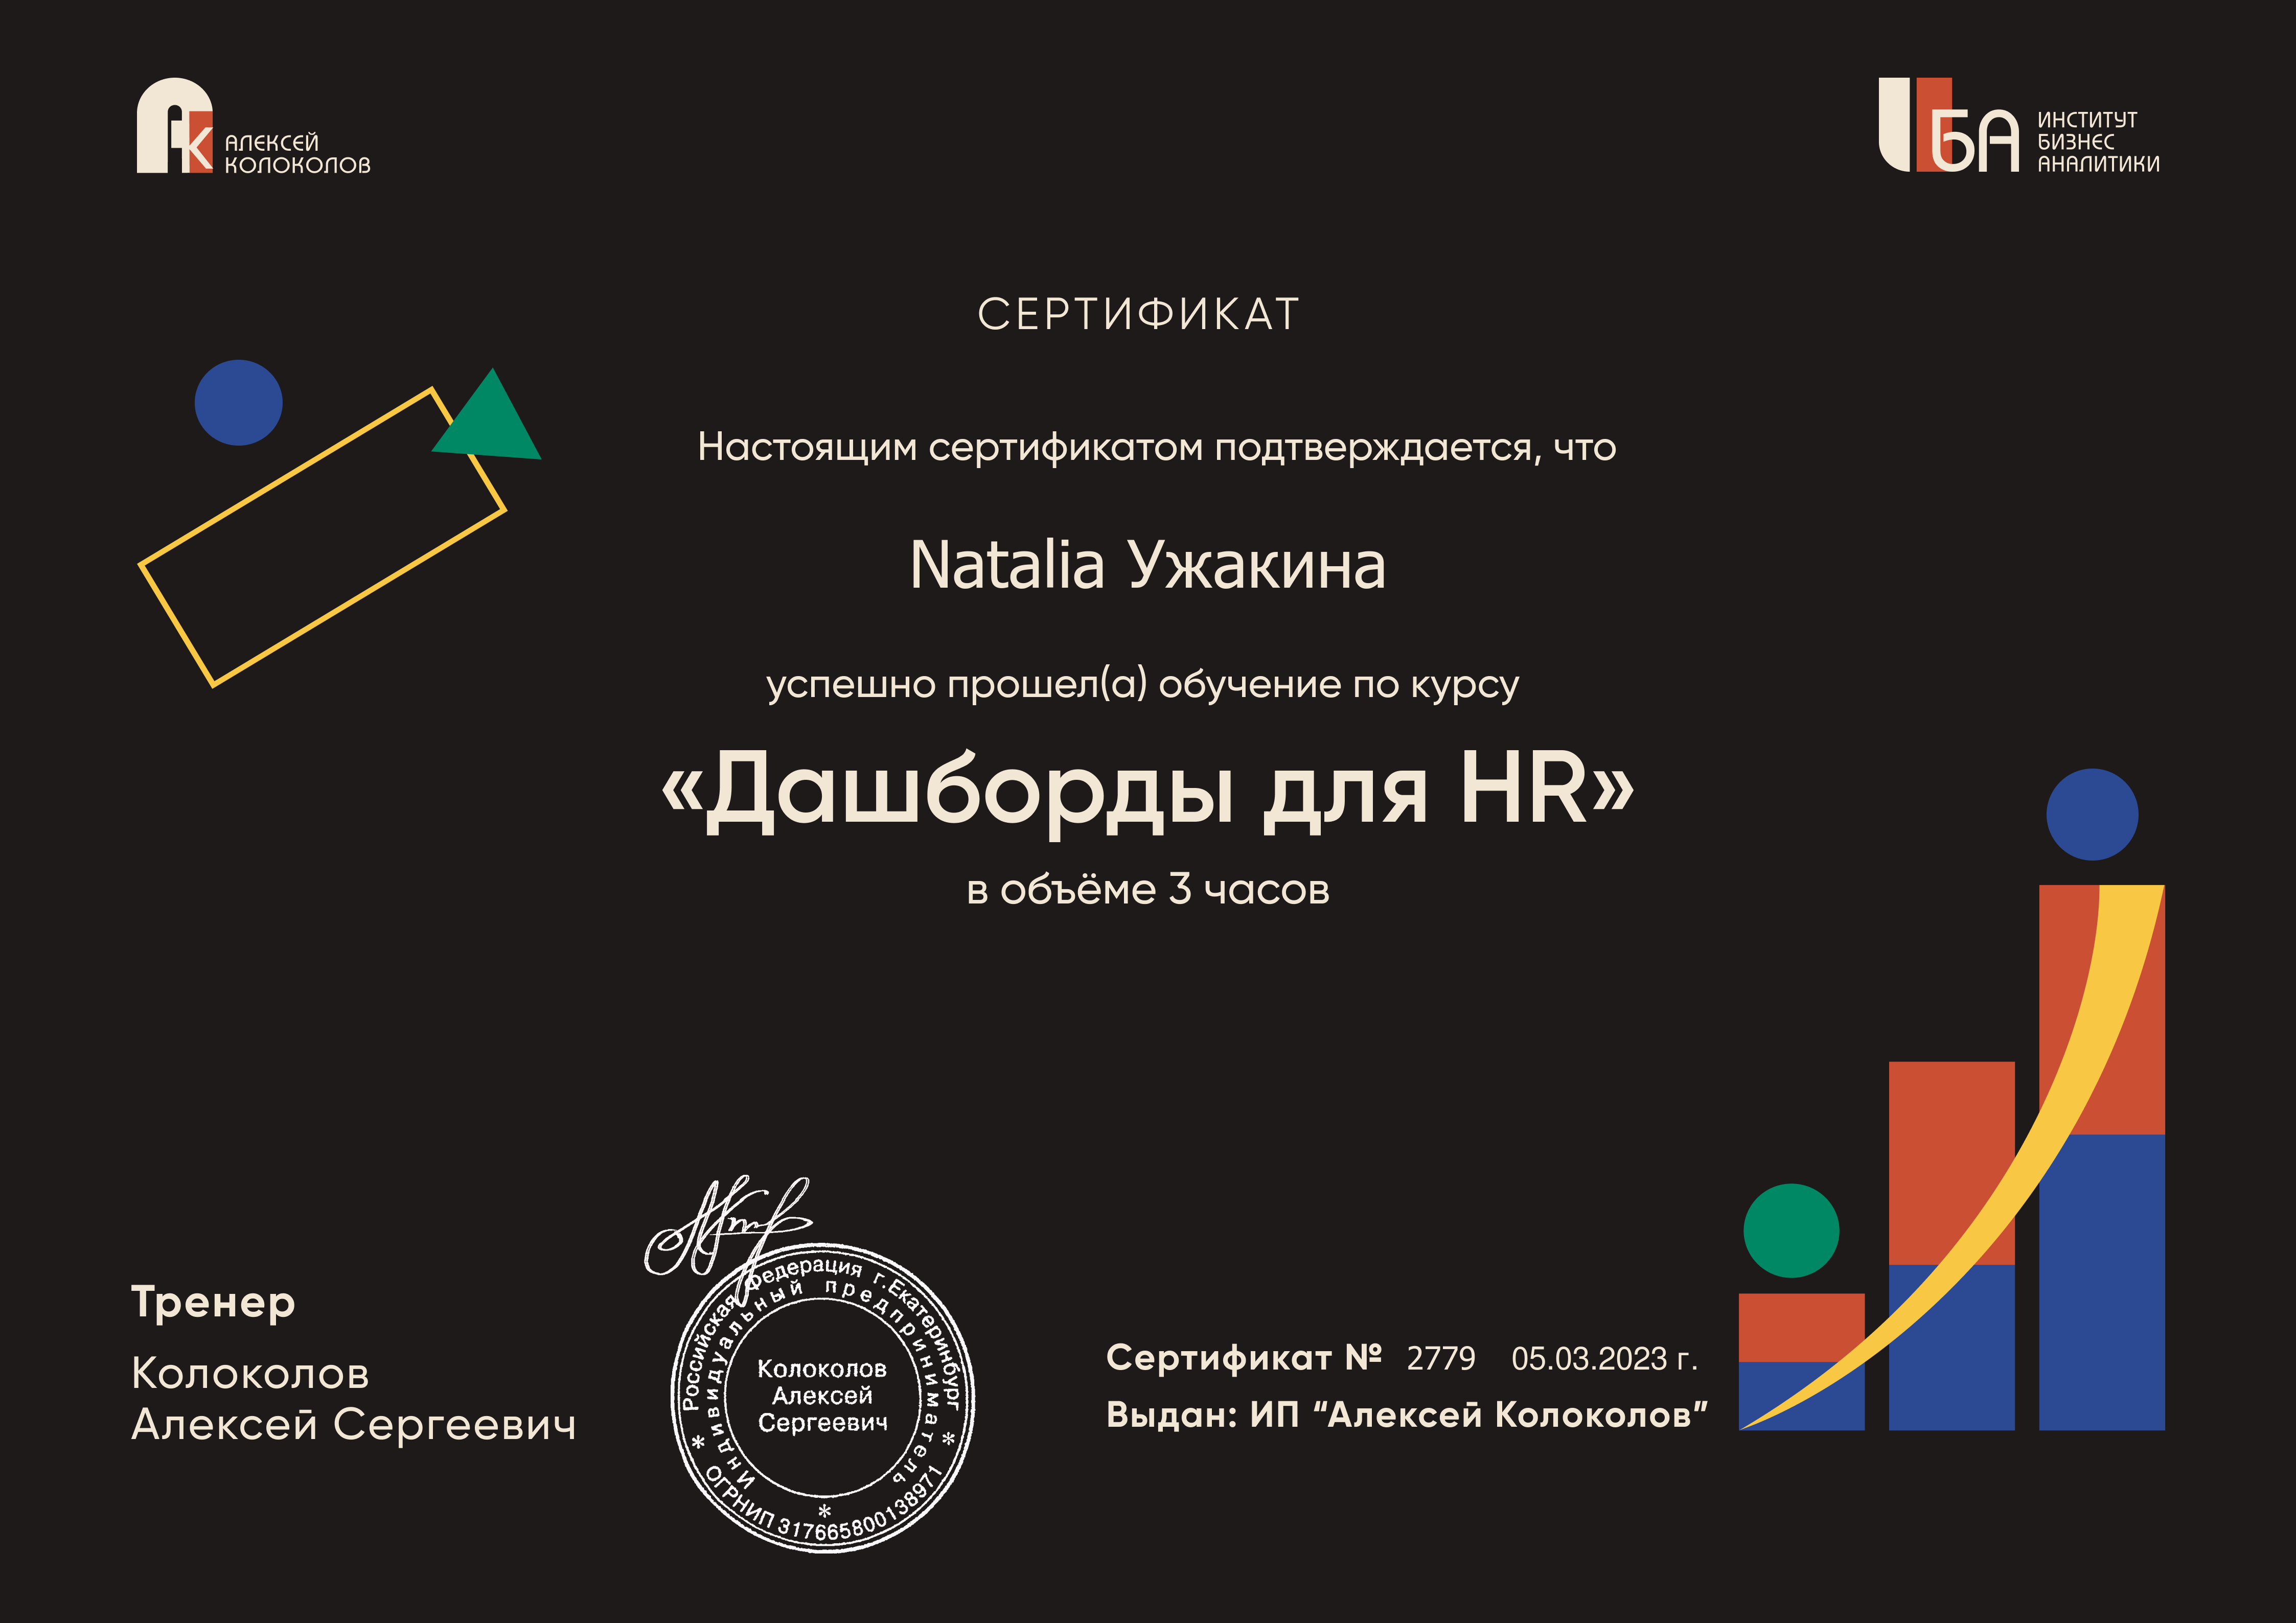 АК
АЛЕКСЕЙ
КОЛОКОЛОВ
ИБА
ИНСТИТУТ
БИЗНЕС
АНАЛИТИКИ
СЕРТИФИКАТ
Настоящим сертификатом подтверждается, что
Natalia Ужакина
успешно прошел(а) обучение по курсу
«Дашборды для HR»
в объёме 3 часов
Тренер
Колоколов
Алексей Сергеевич
Российская Федерация г.Екатеринбург
Индивидуальный предприниматель
Колоколов
Алексей
Сергеевич
* ОГРНИП 317665800138971 *
*
Сертификат № 2779 05.03.2023 г.
Выдан: ИП “Алексей Колоколов”